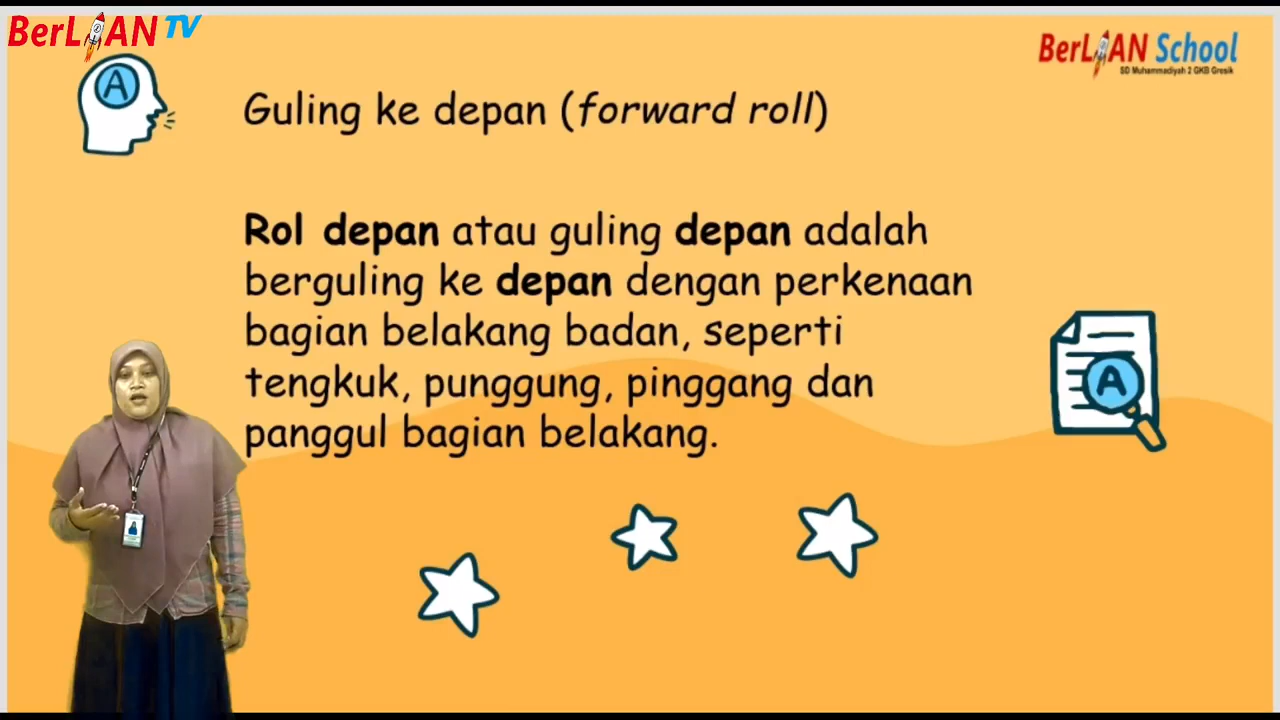 BerLIAN TV
BerLIAN School
SD Muhammadiyah 2 GKB Gresik
A
Guling ke depan (forward roll)
Rol depan atau guling depan adalah
berguling ke depan dengan perkenaan
bagian belakang badan, seperti
tengkuk, punggung, pinggang dan
panggul bagian belakang.
A